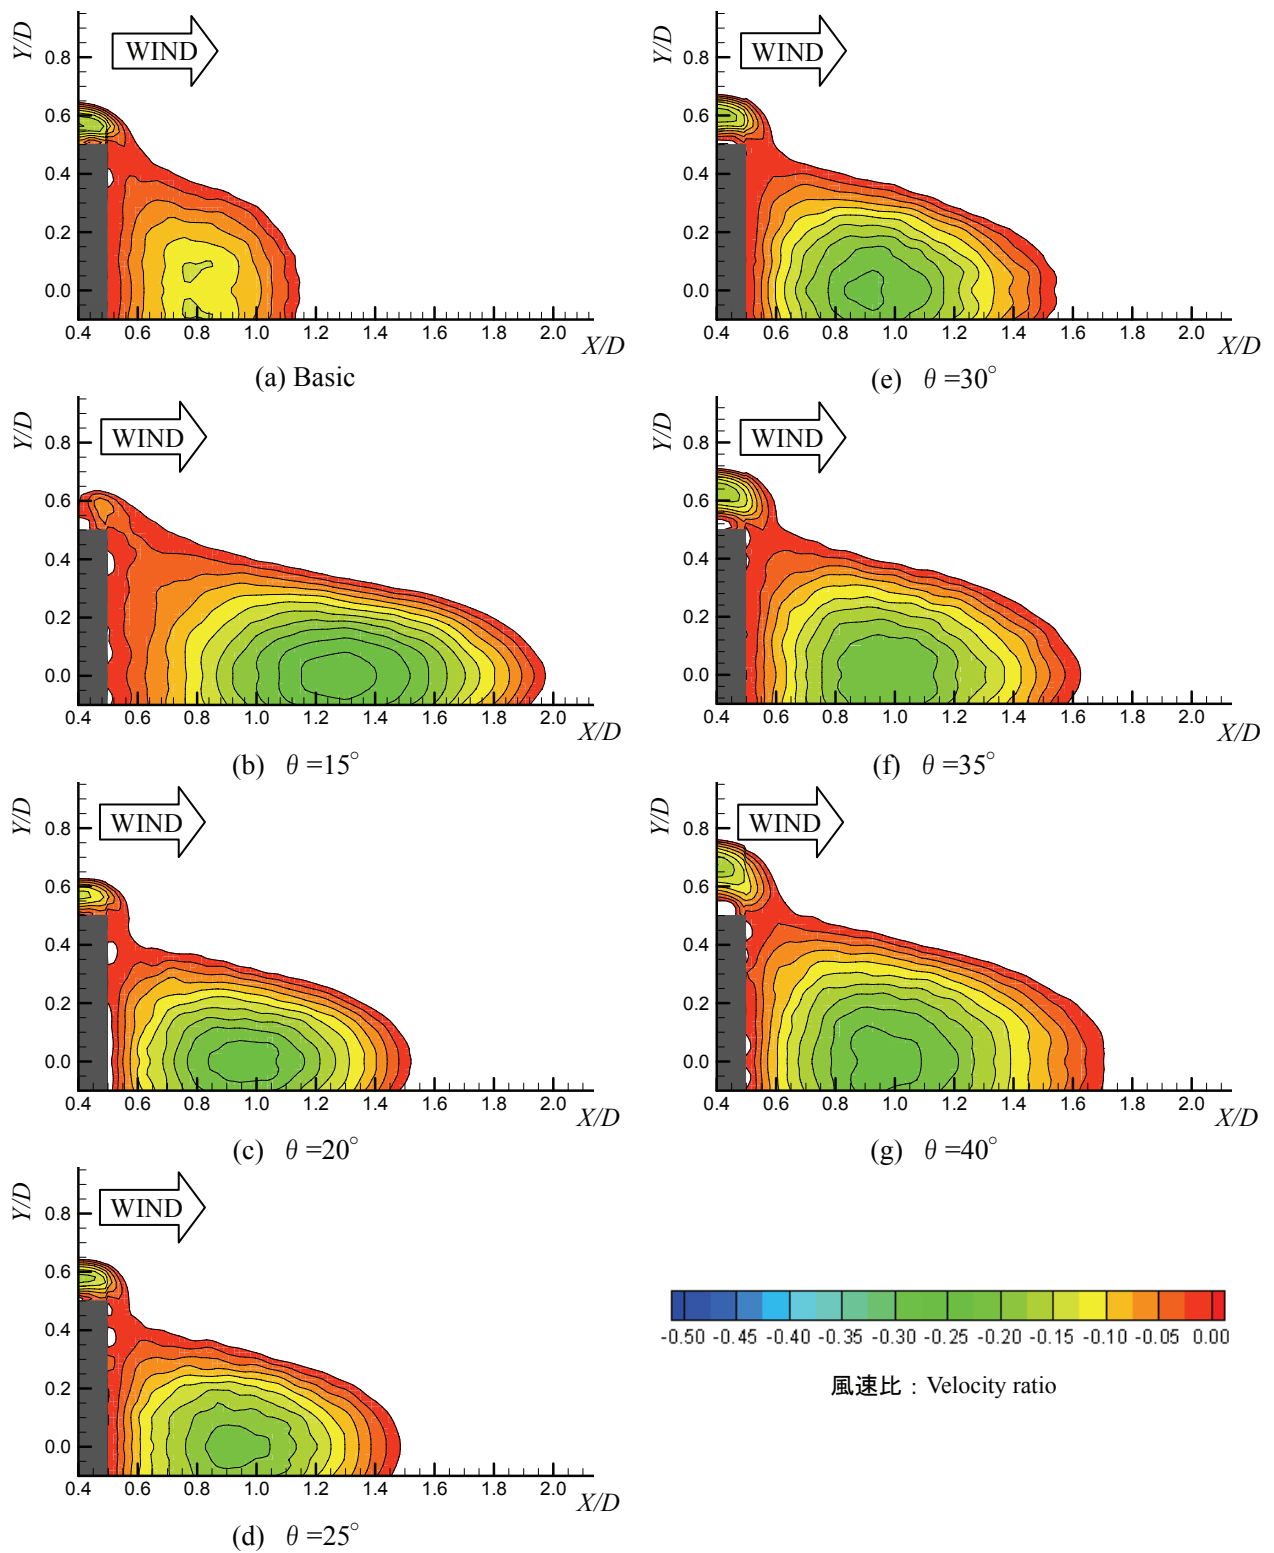 Y/D
WIND
0.8
0.6
0.4
0.2
0.0
0.4 0.6 0.8 1.0 1.2 1.4 1.6 1.8 2.0
X/D
(a) Basic
Y/D
WIND
0.8
0.6
0.4
0.2
0.0
0.4 0.6 0.8 1.0 1.2 1.4 1.6 1.8 2.0
X/D
(b) θ =15°
Y/D
WIND
0.8
0.6
0.4
0.2
0.0
0.4 0.6 0.8 1.0 1.2 1.4 1.6 1.8 2.0
X/D
(c) θ =20°
Y/D
WIND
0.8
0.6
0.4
0.2
0.0
0.4 0.6 0.8 1.0 1.2 1.4 1.6 1.8 2.0
X/D
(d) θ =25°
Y/D
WIND
0.8
0.6
0.4
0.2
0.0
0.4 0.6 0.8 1.0 1.2 1.4 1.6 1.8 2.0
X/D
(e) θ =30°
Y/D
WIND
0.8
0.6
0.4
0.2
0.0
0.4 0.6 0.8 1.0 1.2 1.4 1.6 1.8 2.0
X/D
(f) θ =35°
Y/D
WIND
0.8
0.6
0.4
0.2
0.0
0.4 0.6 0.8 1.0 1.2 1.4 1.6 1.8 2.0
X/D
(g) θ =40°
-0.50 -0.45 -0.40 -0.35 -0.30 -0.25 -0.20 -0.15 -0.10 -0.05 0.00
風速比：Velocity ratio